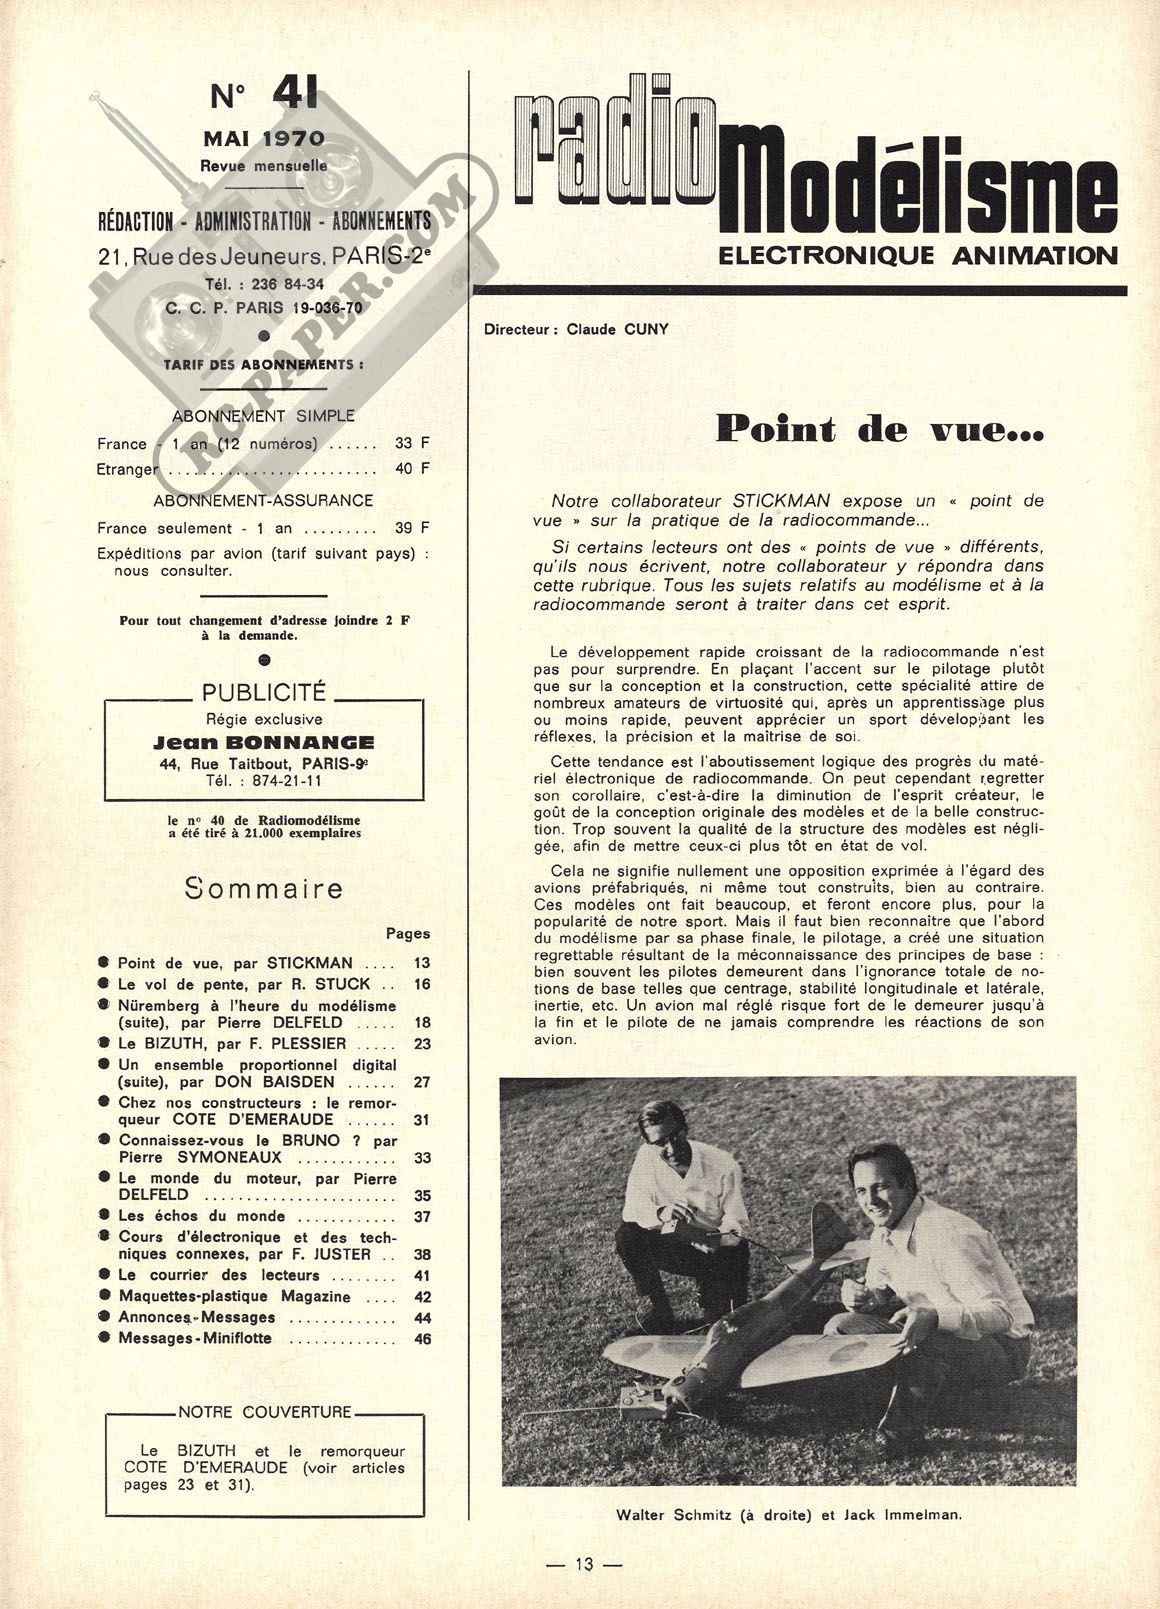 N° 41
MAI 1970
Revue mensuelle
RÉDACTION - ADMINISTRATION - ABONNEMENTS
21, Rue des Jeuneurs, PARIS-2e
Tél. : 236 84-34
C. C. P. PARIS 19-036-70
TARIF DES ABONNEMENTS :
ABONNEMENT SIMPLE
France - 1 an (12 numéros) ...... 33 F
Etranger ........................ 40 F
ABONNEMENT-ASSURANCE
France seulement - 1 an ......... 39 F
Expéditions par avion (tarif suivant pays) :
nous consulter.
Pour tout changement d'adresse joindre 2 F
à la demande.
PUBLICITÉ
Régie exclusive
Jean BONNANGE
44, Rue Taitbout, PARIS-9e
Tél. : 874-21-11
le n° 40 de Radiomodélisme
a été tiré à 21.000 exemplaires
Sommaire
Pages
● Point de vue, par STICKMAN .... 13
● Le vol de pente, par R. STUCK .. 16
● Nüremberg à l'heure du modélisme
(suite), par Pierre DELFELD ..... 18
● Le BIZUTH, par F. PLESSIER ..... 23
● Un ensemble proportionnel digital
(suite), par DON BAISDEN ...... 27
● Chez nos constructeurs : le remor-
queur COTE D'EMERAUDE ...... 31
● Connaissez-vous le BRUNO ? par
Pierre SYMONEAUX ............ 33
● Le monde du moteur, par Pierre
DELFELD ....................... 35
● Les échos du monde ............ 37
● Cours d'électronique et des tech-
niques connexes, par F. JUSTER .. 38
● Le courrier des lecteurs ........ 41
● Maquettes-plastique Magazine .... 42
● Annonces-Messages ............. 44
● Messages-Miniflotte ............. 46
NOTRE COUVERTURE
Le BIZUTH et le remorqueur
COTE D'EMERAUDE (voir articles
pages 23 et 31).
radio
Modélisme
ELECTRONIQUE ANIMATION
Directeur : Claude CUNY
Point de vue...
Notre collaborateur STICKMAN expose un « point de
vue » sur la pratique de la radiocommande...
Si certains lecteurs ont des « points de vue » différents,
qu'ils nous écrivent, notre collaborateur y répondra dans
cette rubrique. Tous les sujets relatifs au modélisme et à la
radiocommande seront à traiter dans cet esprit.
Le développement rapide croissant de la radiocommande n'est
pas pour surprendre. En plaçant l'accent sur le pilotage plutôt
que sur la conception et la construction, cette spécialité attire de
nombreux amateurs de virtuosité qui, après un apprentissage plus
ou moins rapide, peuvent apprécier un sport développant les
réflexes, la précision et la maîtrise de soi.
Cette tendance est l'aboutissement logique des progrès du maté-
riel électronique de radiocommande. On peut cependant regretter
son corollaire, c'est-à-dire la diminution de l'esprit créateur, le
goût de la conception originale des modèles et de la belle construc-
tion. Trop souvent la qualité de la structure des modèles est négli-
gée, afin de mettre ceux-ci plus tôt en état de vol.
Cela ne signifie nullement une opposition exprimée à l'égard des
avions préfabriqués, ni même tout construits, bien au contraire.
Ces modèles ont fait beaucoup, et feront encore plus, pour la
popularité de notre sport. Mais il faut bien reconnaître que l'abord
du modélisme par sa phase finale, le pilotage, a créé une situation
regrettable résultant de la méconnaissance des principes de base :
bien souvent les pilotes demeurent dans l'ignorance totale de no-
tions de base telles que centrage, stabilité longitudinale et latérale,
inertie, etc. Un avion mal réglé risque fort de le demeurer jusqu'à
la fin et le pilote de ne jamais comprendre les réactions de son
avion.
Walter Schmitz (à droite) et Jack Immelman.
— 13 —
RC-PAPER.COM